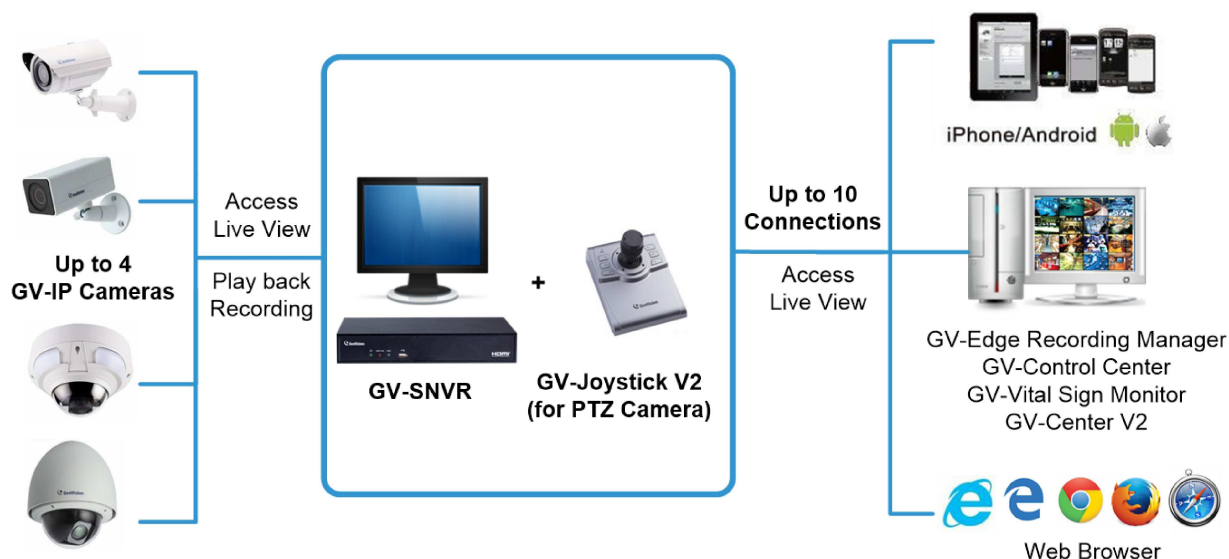 Up to 4
GV-IP Cameras
Access
Live View
Play back
Recording
GeoVision
HDMI
GV-SNVR
+
GV-Joystick V2
(for PTZ Camera)
Up to 10
Connections
Access
Live View
iPhone/Android
GV-Edge Recording Manager
GV-Control Center
GV-Vital Sign Monitor
GV-Center V2
Web Browser